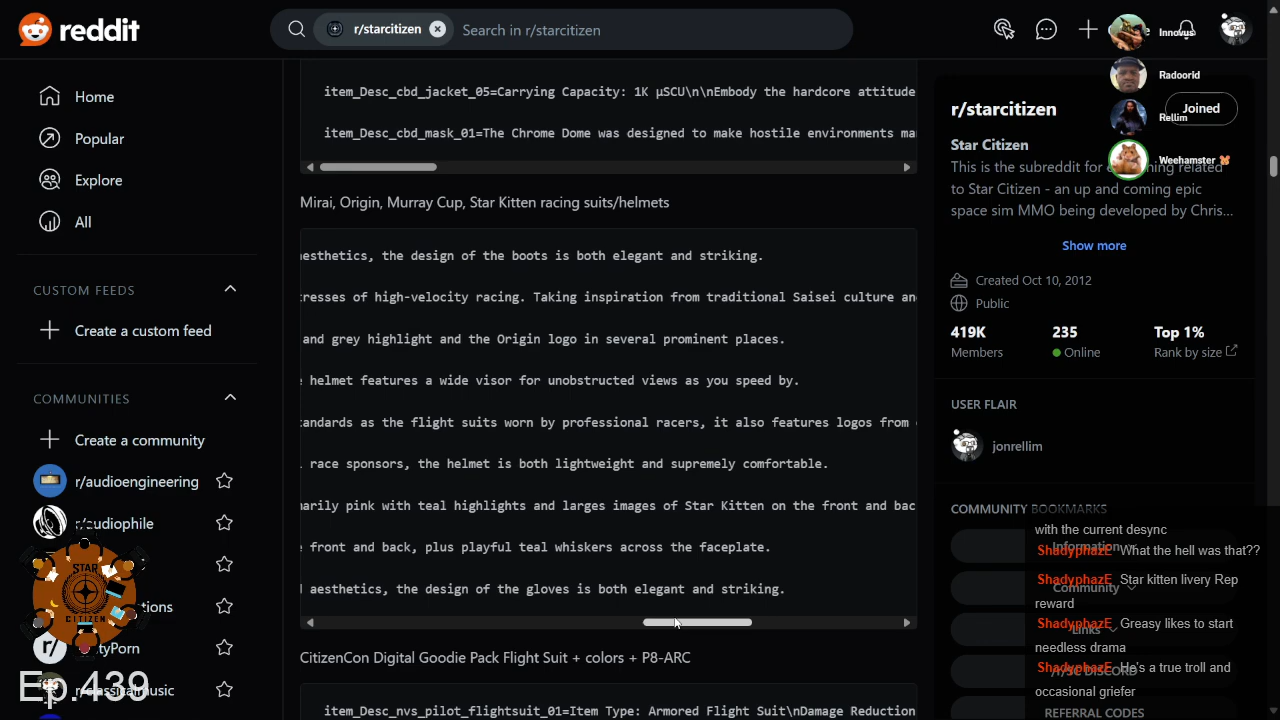 reddit
r/starcitizen
Search in r/starcitizen
Innovus
Radoorid
Rellim
Weehamster
Home
Popular
Explore
All
CUSTOM FEEDS
Create a custom feed
COMMUNITIES
Create a community
r/audioengineering
r/audiophile
STAR
CITIZEN
r/
r/classicalmusic
Ep.439
item_Desc_cbd_jacket_05=Carrying Capacity: 1K µSCU\n\nEmbody the hardcore attitude
item_Desc_cbd_mask_01=The Chrome Dome was designed to make hostile environments ma
Mirai, Origin, Murray Cup, Star Kitten racing suits/helmets
aesthetics, the design of the boots is both elegant and striking.
tresses of high-velocity racing. Taking inspiration from traditional Saisei culture an
and grey highlight and the Origin logo in several prominent places.
helmet features a wide visor for unobstructed views as you speed by.
tandards as the flight suits worn by professional racers, it also features logos from
race sponsors, the helmet is both lightweight and supremely comfortable.
marily pink with teal highlights and larges images of Star Kitten on the front and bac
front and back, plus playful teal whiskers across the faceplate.
aesthetics, the design of the gloves is both elegant and striking.
CitizenCon Digital Goodie Pack Flight Suit + colors + P8-ARC
item_Desc_nvs_pilot_flightsuit_01=Item Type: Armored Flight Suit\nDamage Reduction
r/starcitizen
Joined
Star Citizen
This is the subreddit for everything related
to Star Citizen - an up and coming epic
space sim MMO being developed by Chris...
Show more
Created Oct 10, 2012
Public
419K
Members
235
Online
Top 1%
Rank by size
USER FLAIR
jonrellim
COMMUNITY BOOKMARKS
Information
Community
Links
/r/SC DISCORD
REFERRAL CODES
with the current desync
ShadyphazE What the hell was that??
ShadyphazE Star kitten livery Rep
reward
ShadyphazE Greasy likes to start
needless drama
ShadyphazE He's a true troll and
occasional griefer